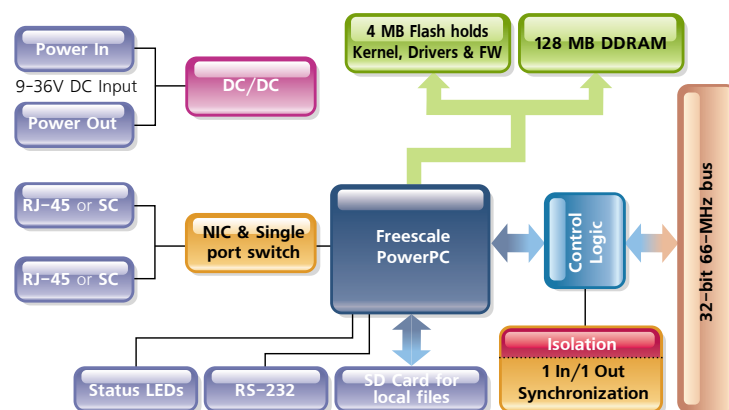 Power In
9-36V DC Input
Power Out
DC/DC
4 MB Flash holds
Kernel, Drivers & FW
128 MB DDRAM
RJ-45 or SC
RJ-45 or SC
NIC & Single
port switch
Freescale
PowerPC
Control
Logic
32-bit 66-MHz bus
Status LEDs
RS-232
SD Card for
local files
Isolation
1 In/1 Out
Synchronization